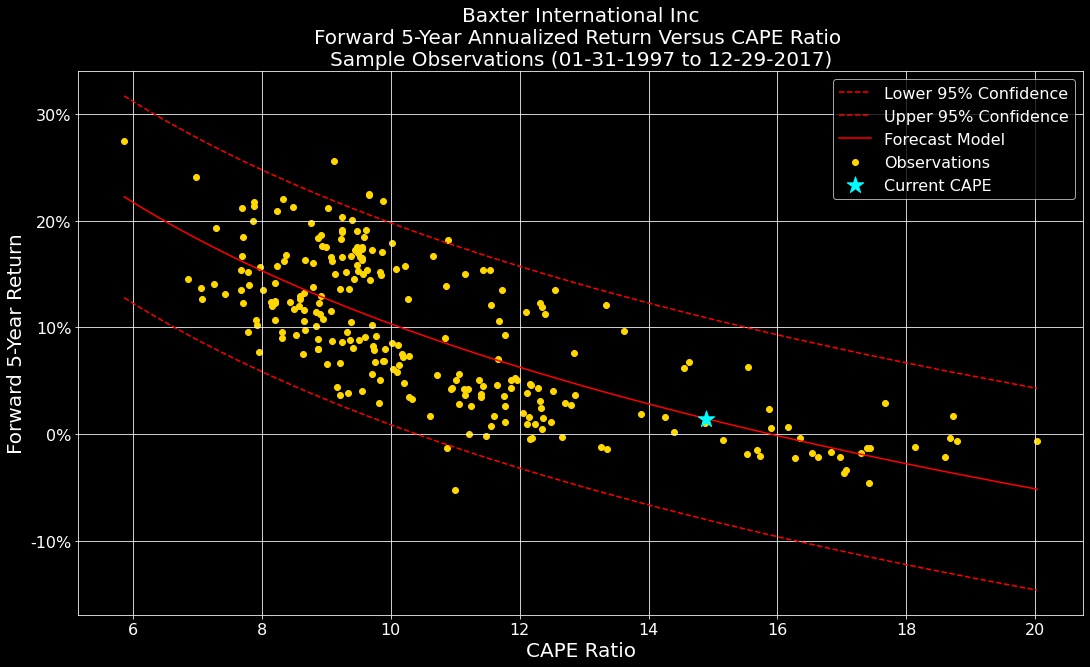 Baxter International Inc
Forward 5-Year Annualized Return Versus CAPE Ratio
Sample Observations (01-31-1997 to 12-29-2017)
Lower 95% Confidence
Upper 95% Confidence
Forecast Model
Observations
Current CAPE
Forward 5-Year Return
30%
20%
10%
0%
-10%
6 8 10 12 14 16 18 20
CAPE Ratio